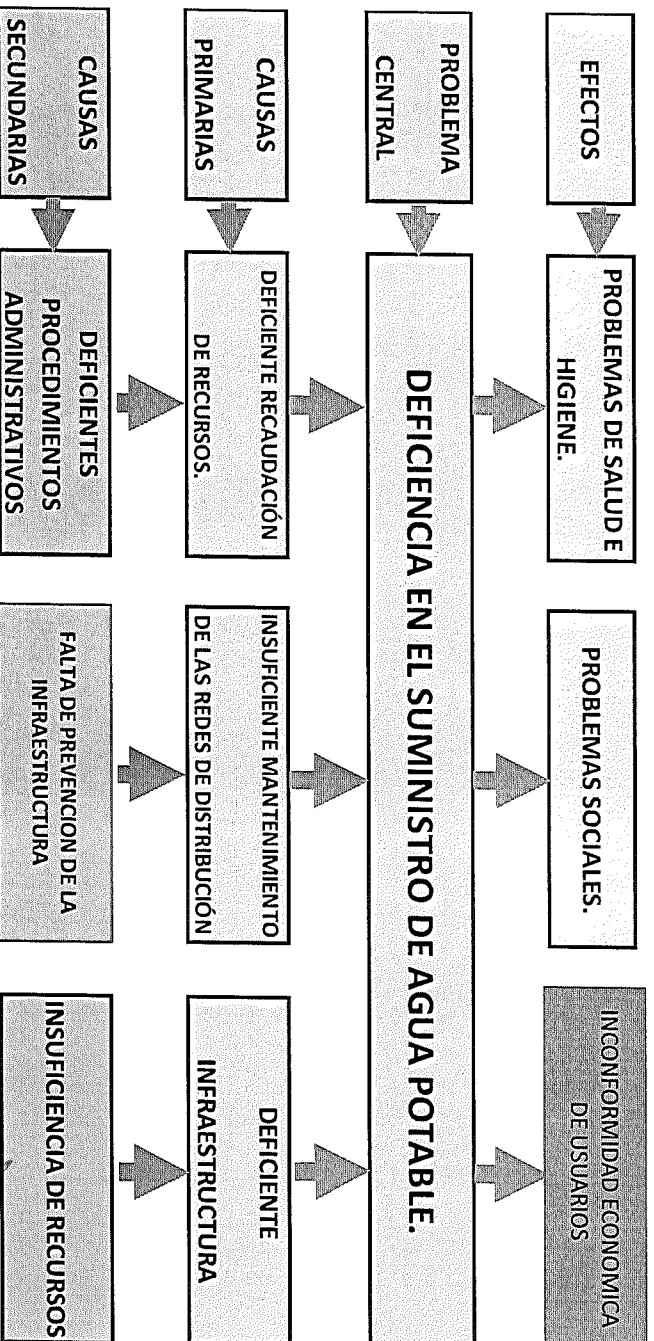 EFECTOS
PROBLEMAS DE SALUD E
HIGIENE.
PROBLEMAS SOCIALES.
INCONFORMIDAD ECONOMICA
DE USUARIOS
PROBLEMA
CENTRAL
DEFICIENCIA EN EL SUMINISTRO DE AGUA POTABLE.
CAUSAS
PRIMARIAS
DEFICIENTE RECAUDACIÓN
DE RECURSOS.
INSUFICIENTE MANTENIMIENTO
DE LAS REDES DE DISTRIBUCIÓN
DEFICIENTE
INFRAESTRUCTURA
CAUSAS
SECUNDARIAS
DEFICIENTES
PROCEDIMIENTOS
ADMINISTRATIVOS
FALTA DE PREVENCION DE LA
INFRAESTRUCTURA
INSUFICIENCIA DE RECURSOS